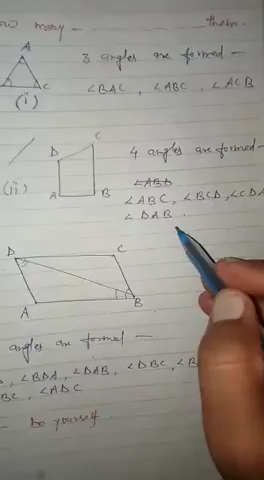 many them.
A
3 angles are formed -
C
∠BAC, ∠ABC, ∠ACB
(i)
C
D
4 angles are formed -
(ii)
A B
∠ABD
∠ABC, ∠BCD, ∠CDA
∠DAB.
D C
A B
angles are formed -
, ∠BDA, ∠DAB, ∠DBC, ∠B
BC, ∠ADC
Do yourself